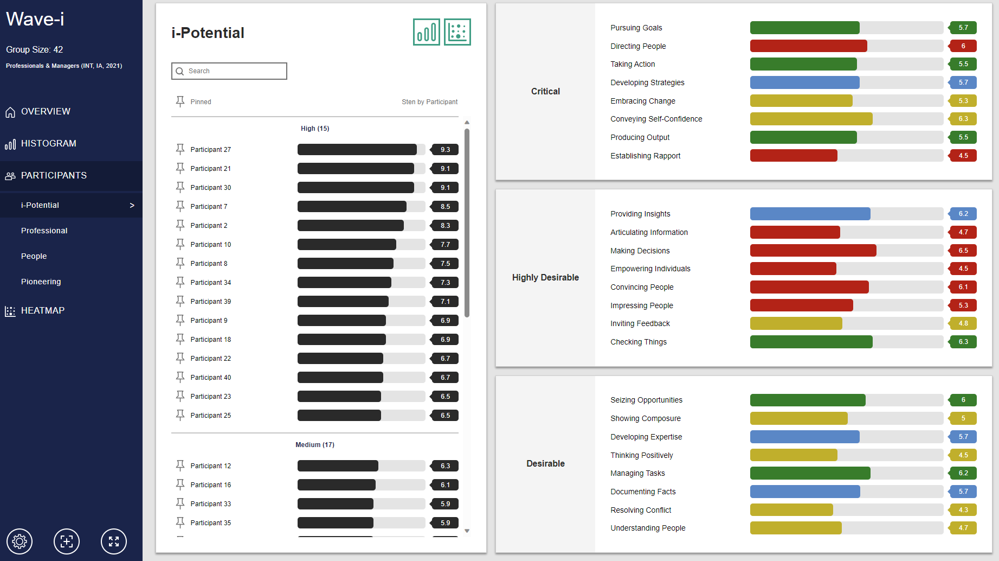 Wave-i
Group Size: 42
Professionals & Managers (INT, IA, 2021)
OVERVIEW
HISTOGRAM
PARTICIPANTS
i-Potential >
Professional
People
Pioneering
HEATMAP
i-Potential
Search
Pinned Sten by Participant
High (15)
Participant 27 9.3
Participant 21 9.1
Participant 30 9.1
Participant 7 8.5
Participant 2 8.3
Participant 10 7.7
Participant 8 7.5
Participant 34 7.3
Participant 39 7.1
Participant 9 6.9
Participant 18 6.9
Participant 22 6.7
Participant 40 6.7
Participant 23 6.5
Participant 25 6.5
Medium (17)
Participant 12 6.3
Participant 16 6.1
Participant 33 5.9
Participant 35 5.9
Critical
Pursuing Goals 5.7
Directing People 6
Taking Action 5.5
Developing Strategies 5.7
Embracing Change 5.3
Conveying Self-Confidence 6.3
Producing Output 5.5
Establishing Rapport 4.5
Highly Desirable
Providing Insights 6.2
Articulating Information 4.7
Making Decisions 6.5
Empowering Individuals 4.5
Convincing People 6.1
Impressing People 5.3
Inviting Feedback 4.8
Checking Things 6.3
Desirable
Seizing Opportunities 6
Showing Composure 5
Developing Expertise 5.7
Thinking Positively 4.5
Managing Tasks 6.2
Documenting Facts 5.7
Resolving Conflict 4.3
Understanding People 4.7